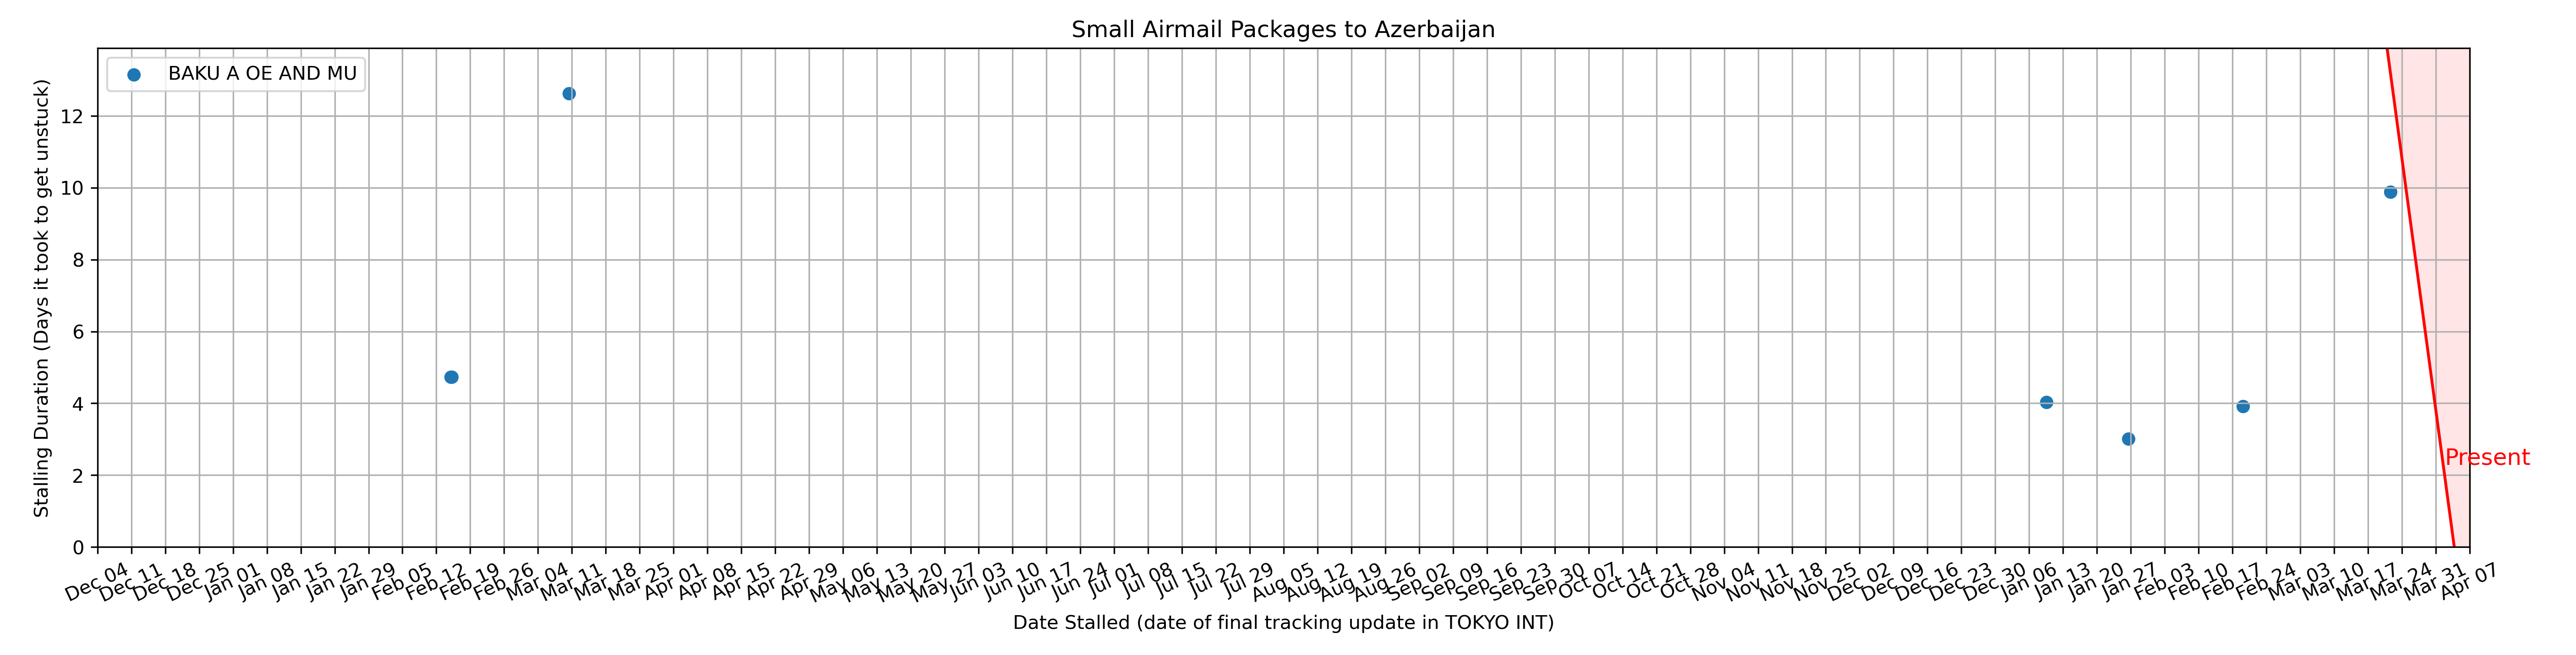 Small Airmail Packages to Azerbaijan
BAKU A OE AND MU
Stalling Duration (Days it took to get unstuck)
12
10
8
6
4
2
0
Present
Dec 04 Dec 11 Dec 18 Dec 25 Jan 01 Jan 08 Jan 15 Jan 22 Jan 29 Feb 05 Feb 12 Feb 19 Feb 26 Mar 04 Mar 11 Mar 18 Mar 25 Apr 01 Apr 08 Apr 15 Apr 22 Apr 29 May 06 May 13 May 20 May 27 Jun 03 Jun 10 Jun 17 Jun 24 Jul 01 Jul 08 Jul 15 Jul 22 Jul 29 Aug 05 Aug 12 Aug 19 Aug 26 Sep 02 Sep 09 Sep 16 Sep 23 Sep 30 Oct 07 Oct 14 Oct 21 Oct 28 Nov 04 Nov 11 Nov 18 Nov 25 Dec 02 Dec 09 Dec 16 Dec 23 Dec 30 Jan 06 Jan 13 Jan 20 Jan 27 Feb 03 Feb 10 Feb 17 Feb 24 Mar 03 Mar 10 Mar 17 Mar 24 Mar 31 Apr 07
Date Stalled (date of final tracking update in TOKYO INT)